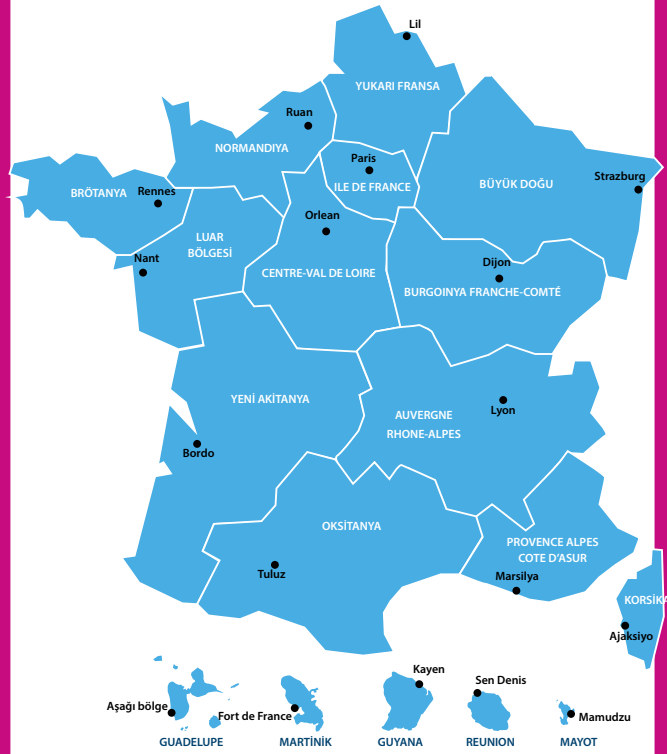 Lil
YUKARI FRANSA
Ruan
NORMANDIYA
Paris
ILE DE FRANCE
BÜYÜK DOĞU
Strazburg
BRÖTANYA
Rennes
Orlean
LUAR
BÖLGESİ
Nant
CENTRE-VAL DE LOIRE
Dijon
BURGOINYA FRANCHE-COMTÉ
YENİ AKİTANYA
Lyon
AUVERGNE
RHONE-ALPES
Bordo
OKSİTANYA
PROVENCE ALPES
COTE D'ASUR
Tuluz
Marsilya
KORSİKA
Ajaksiyo
Kayen
Sen Denis
Aşağı bölge
Fort de France
Mamudzu
GUADELUPE
MARTİNİK
GUYANA
REUNION
MAYOT